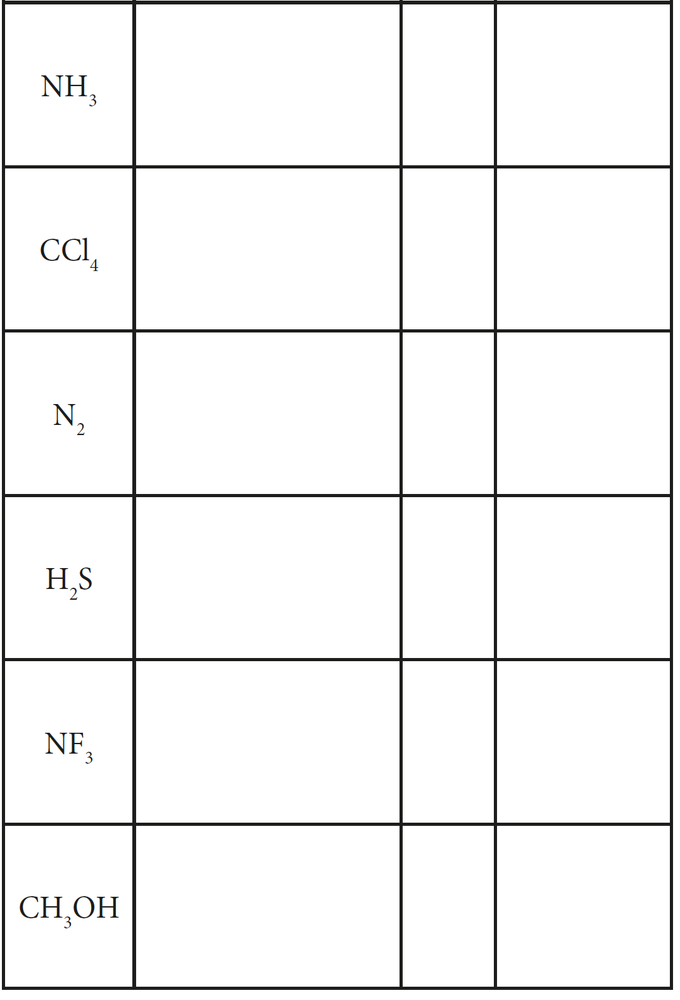 NH₃
CCl₄
N₂
H₂S
NF₃
CH₃OH